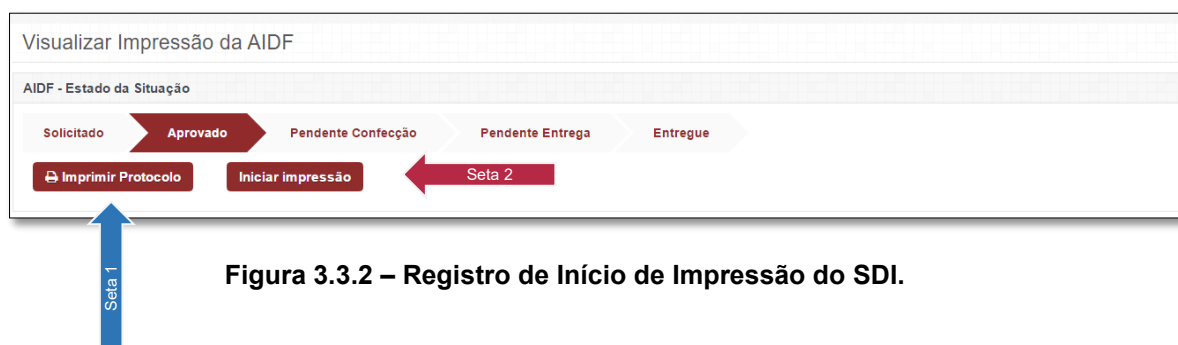 Visualizar Impressão da AIDF
AIDF - Estado da Situação
Solicitado Aprovado Pendente Confecção Pendente Entrega Entregue
Imprimir Protocolo Iniciar impressão Seta 2
Seta 1
Figura 3.3.2 – Registro de Início de Impressão do SDI.